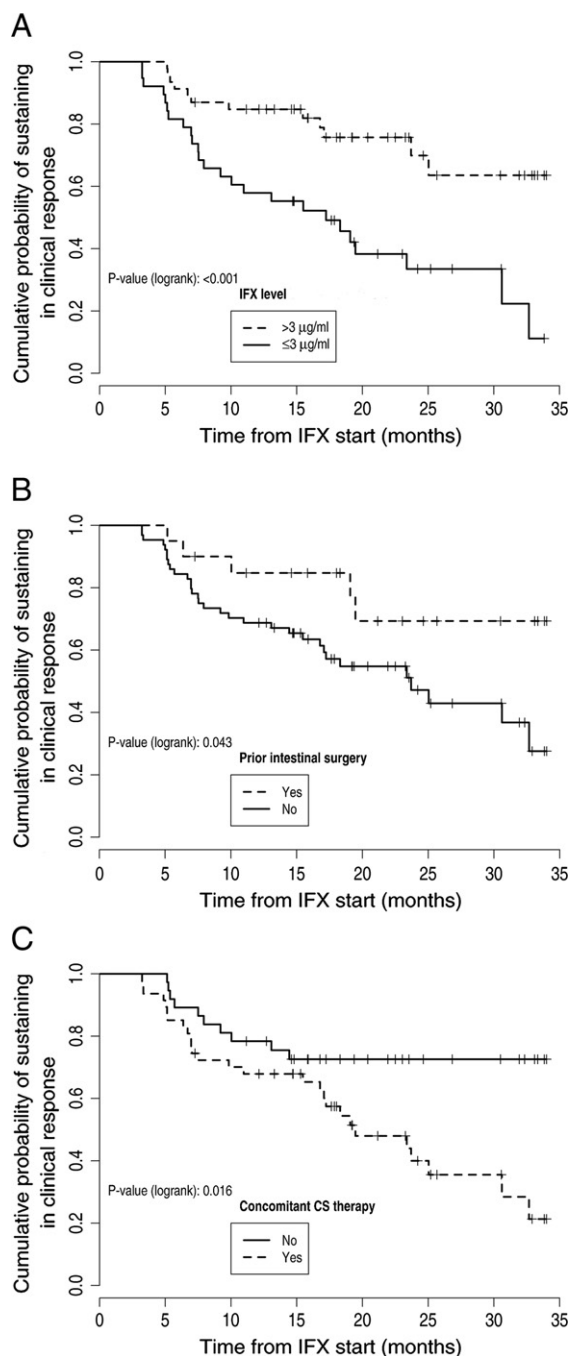 A
Cumulative probability of sustaining
in clinical response
1.0
0.8
0.6
0.4
0.2
0.0
P-value (logrank): <0.001
IFX level
>3 μg/ml
≤3 μg/ml
0 5 10 15 20 25 30 35
Time from IFX start (months)
B
Cumulative probability of sustaining
in clinical response
1.0
0.8
0.6
0.4
0.2
0.0
P-value (logrank): 0.043
Prior intestinal surgery
Yes
No
0 5 10 15 20 25 30 35
Time from IFX start (months)
C
Cumulative probability of sustaining
in clinical response
1.0
0.8
0.6
0.4
0.2
0.0
P-value (logrank): 0.016
Concomitant CS therapy
No
Yes
0 5 10 15 20 25 30 35
Time from IFX start (months)